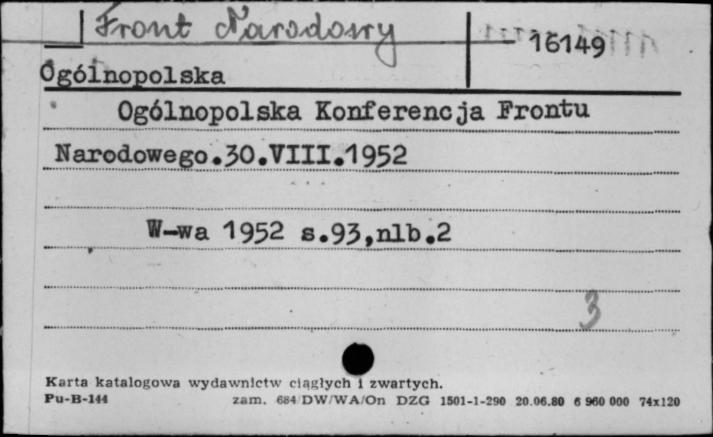 Front Narodowy
16149
Ogólnopolska
Ogólnopolska Konferencja Frontu
Narodowego.30.VIII.1952
W-wa 1952 s.93,nlb.2
3
Karta katalogowa wydawnictw ciągłych i zwartych.
Pu-B-144 zam. 684/DW/WA/On DZG 1501-1-290 20.06.80 6 960 000 74x120